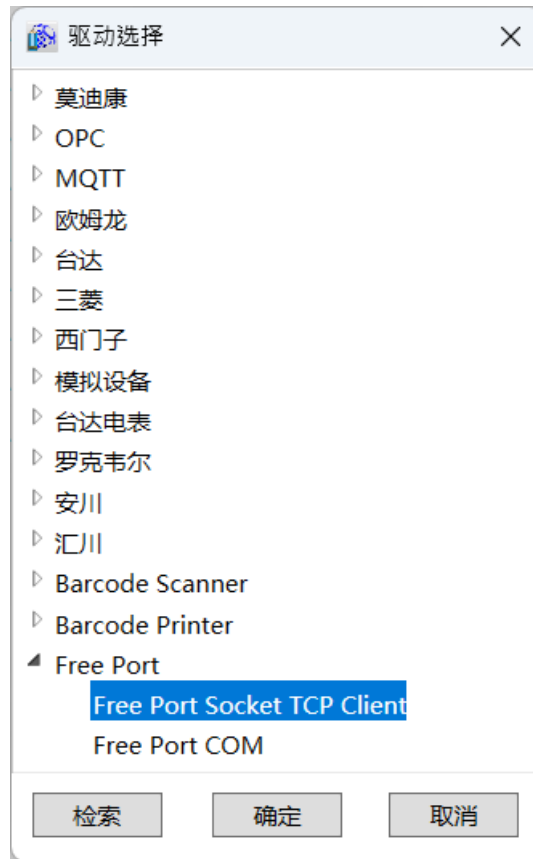 驱动选择
莫迪康
OPC
MQTT
欧姆龙
台达
三菱
西门子
模拟设备
台达电表
罗克韦尔
安川
汇川
Barcode Scanner
Barcode Printer
Free Port
Free Port Socket TCP Client
Free Port COM
检索 确定 取消